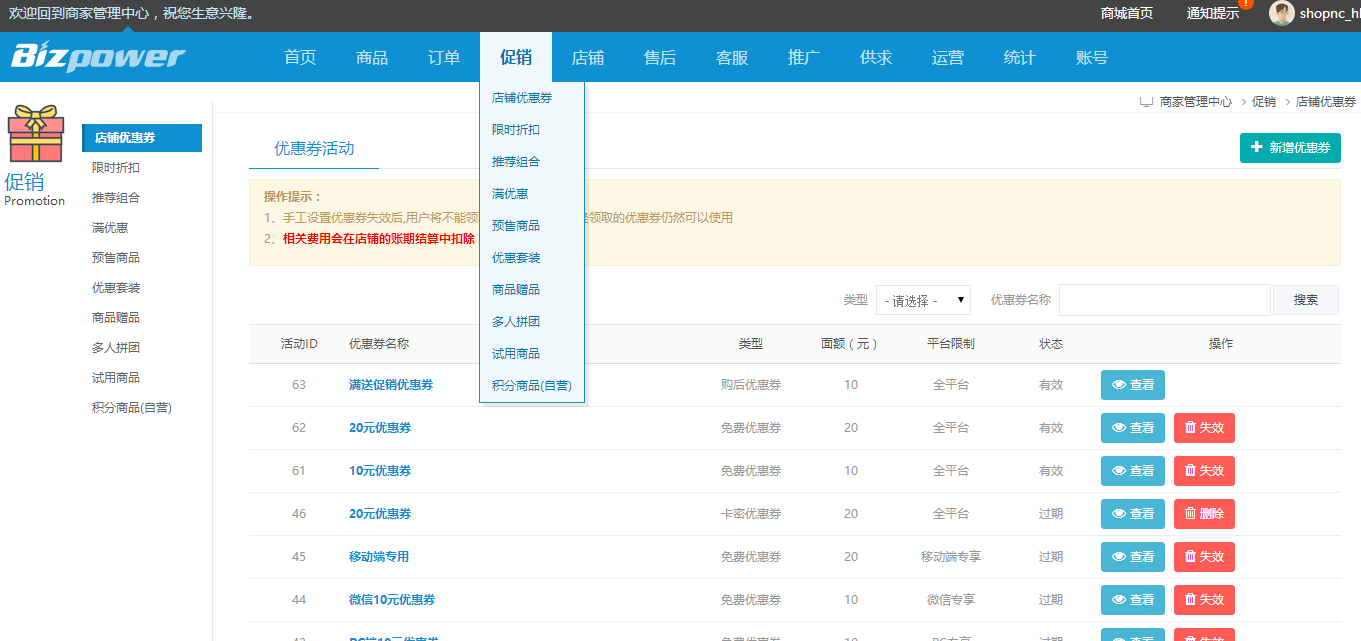 欢迎回到商家管理中心，祝您生意兴隆。 商城首页 通知提示 ! shopnc_hl
Bizpower 首页 商品 订单 促销 店铺 售后 客服 推广 供求 运营 统计 账号
商家管理中心 > 促销 > 店铺优惠券
促销
Promotion
店铺优惠券
限时折扣
推荐组合
满优惠
预售商品
优惠套装
商品赠品
多人拼团
试用商品
积分商品(自营)
店铺优惠券
限时折扣
推荐组合
满优惠
预售商品
优惠套装
商品赠品
多人拼团
试用商品
积分商品(自营)
优惠券活动 新增优惠券
操作提示：
1、手工设置优惠券失效后,用户将不能领 领取的优惠券仍然可以使用
2、相关费用会在店铺的账期结算中扣除
类型 - 请选择 - 优惠券名称 搜索
活动ID 优惠券名称 类型 面额（元） 平台限制 状态 操作
63 满送促销优惠券 购后优惠券 10 全平台 有效 查看
62 20元优惠券 免费优惠券 20 全平台 有效 查看 失效
61 10元优惠券 免费优惠券 10 全平台 有效 查看 失效
46 20元优惠券 卡密优惠券 20 全平台 过期 查看 删除
45 移动端专用 免费优惠券 20 移动端专享 过期 查看 失效
44 微信10元优惠券 免费优惠券 10 微信专享 过期 查看 失效